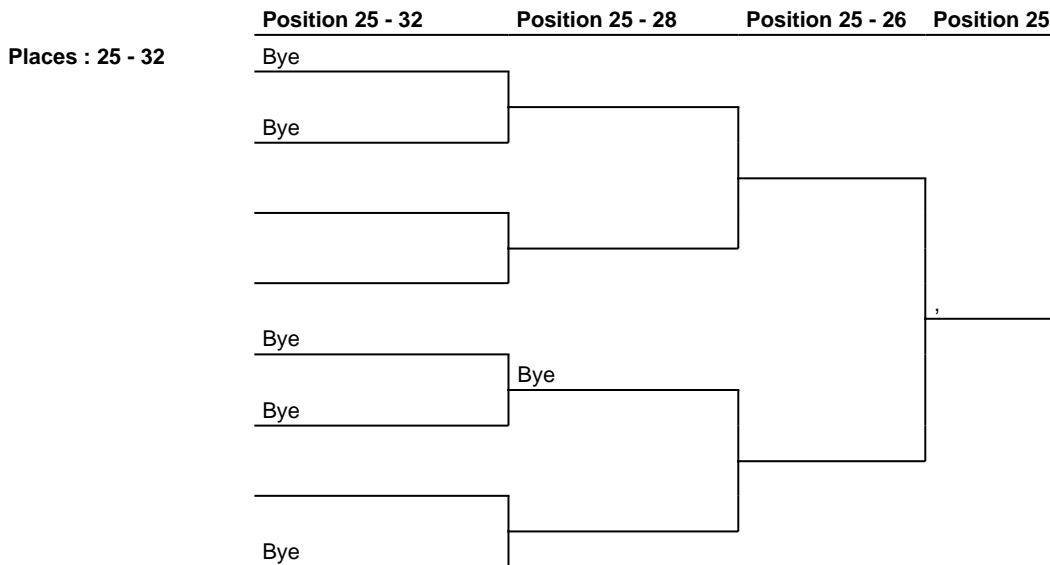 Position 25 - 32 Position 25 - 28 Position 25 - 26 Position 25
Places : 25 - 32 Bye
Bye
,
Bye
Bye
Bye
Bye